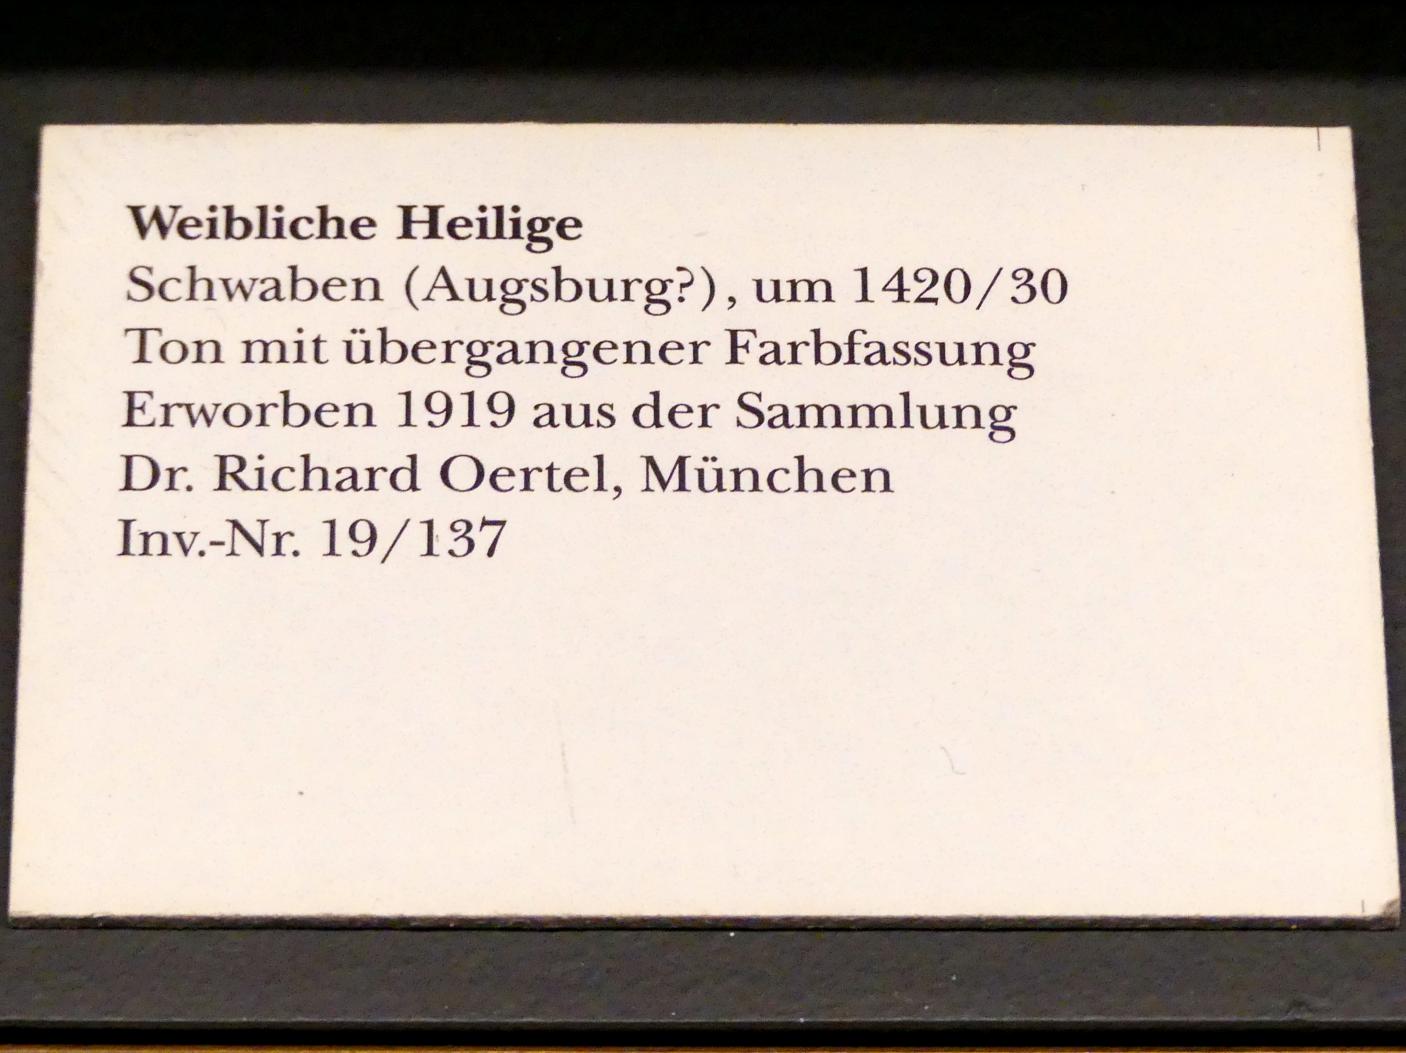 Weibliche Heilige
Schwaben (Augsburg?), um 1420/30
Ton mit übergangener Farbfassung
Erworben 1919 aus der Sammlung
Dr. Richard Oertel, München
Inv.-Nr. 19/137